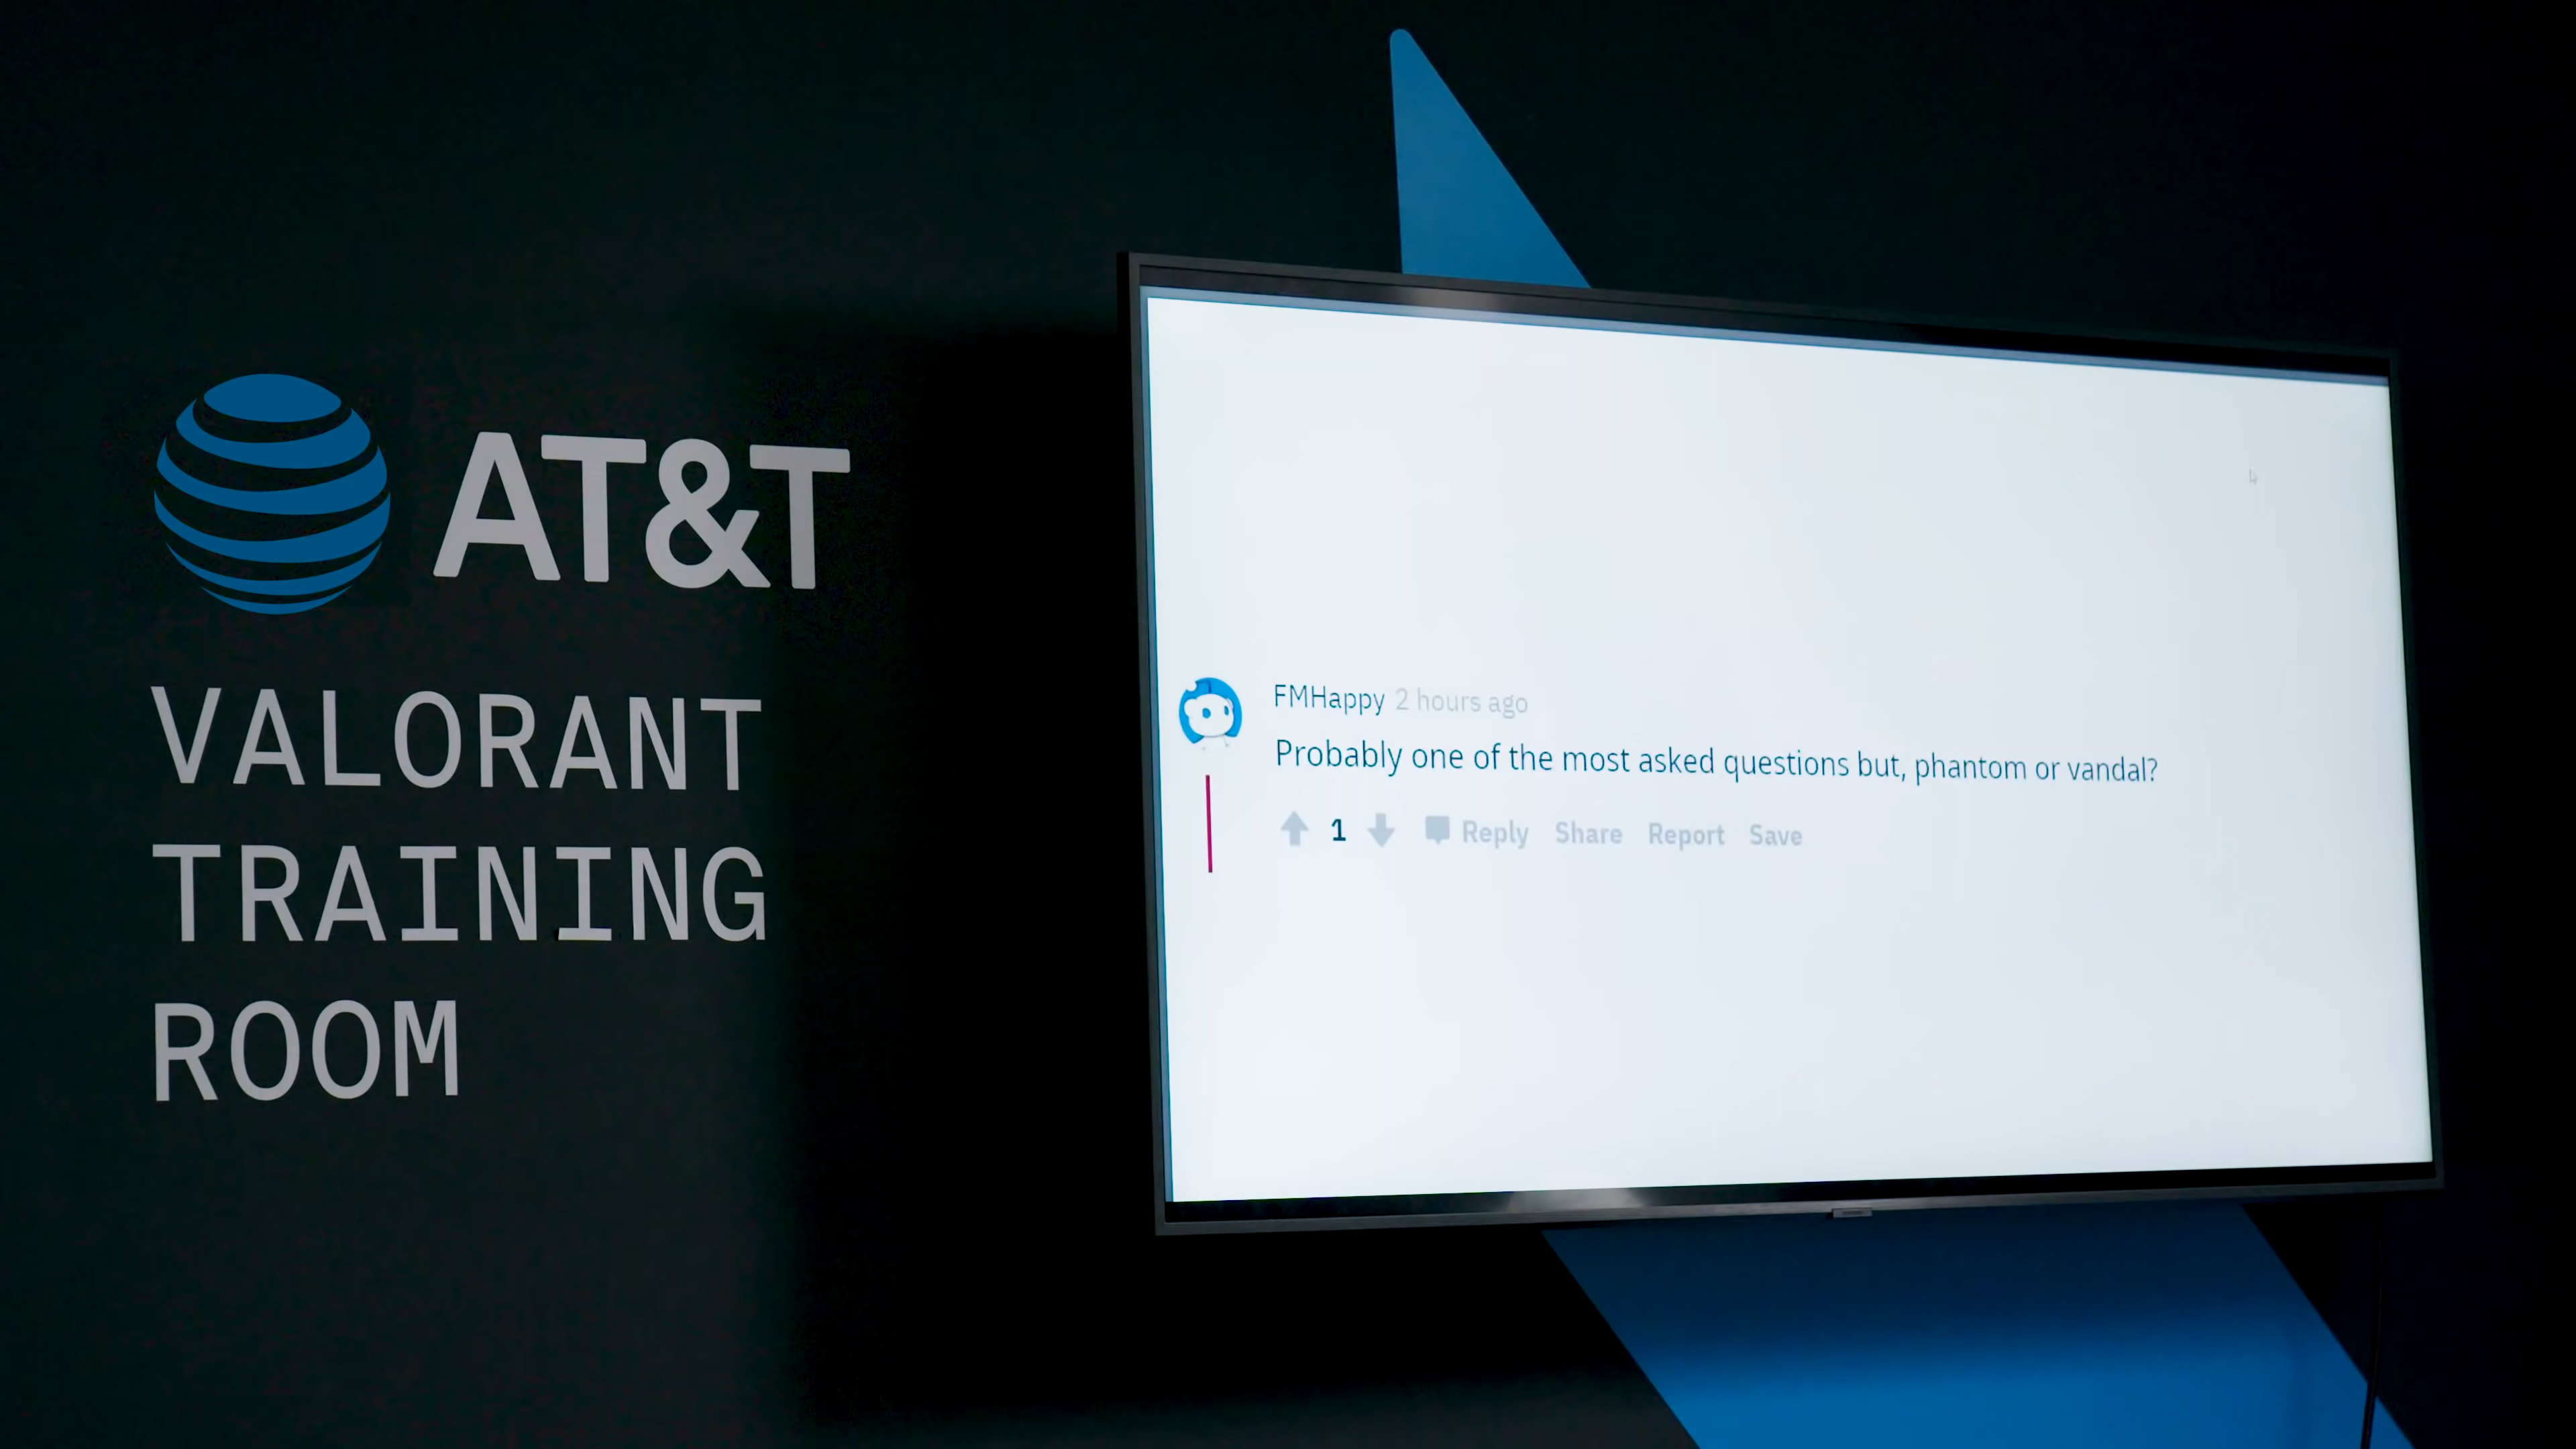 AT&T
VALORANT
TRAINING
ROOM
FMHappy 2 hours ago
Probably one of the most asked questions but, phantom or vandal?
1 Reply Share Report Save